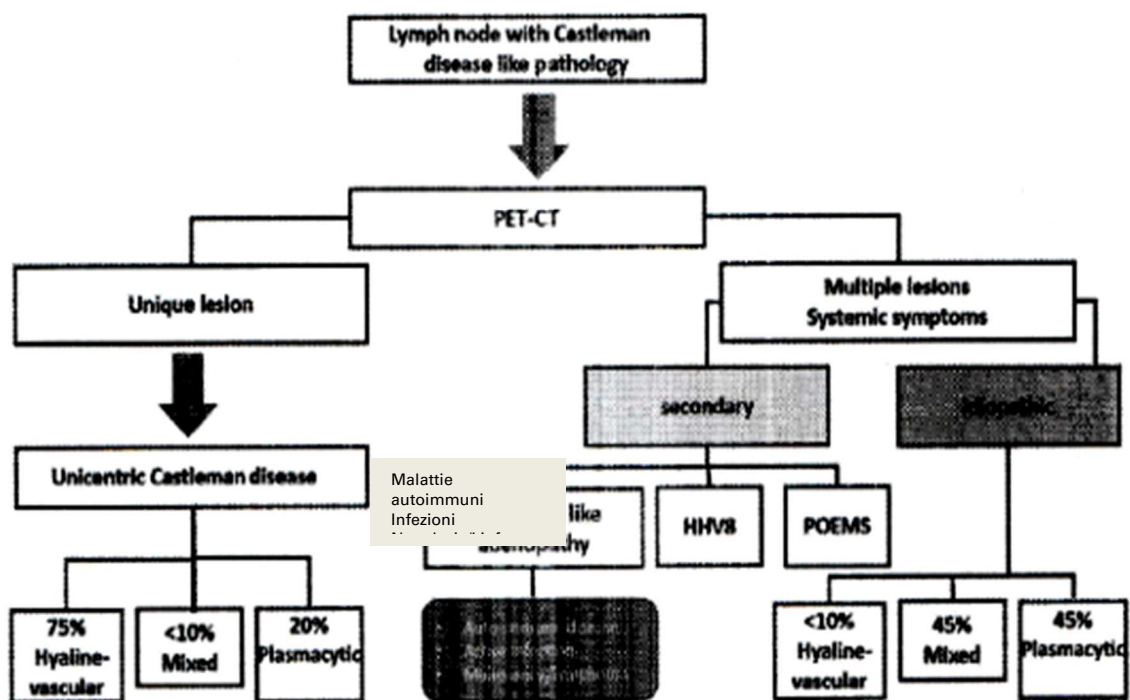 Lymph node with Castleman
disease like pathology
PET-CT
Unique lesion
Multiple lesions
Systemic symptoms
secondary
Idiopathic
Unicentric Castleman disease
Malattie
autoimmuni
Infezioni
like
HHV8
POEMS
75%
Hyaline-
vascular
<10%
Mixed
20%
Plasmacytic
<10%
Hyaline-
vascular
45%
Mixed
45%
Plasmacytic